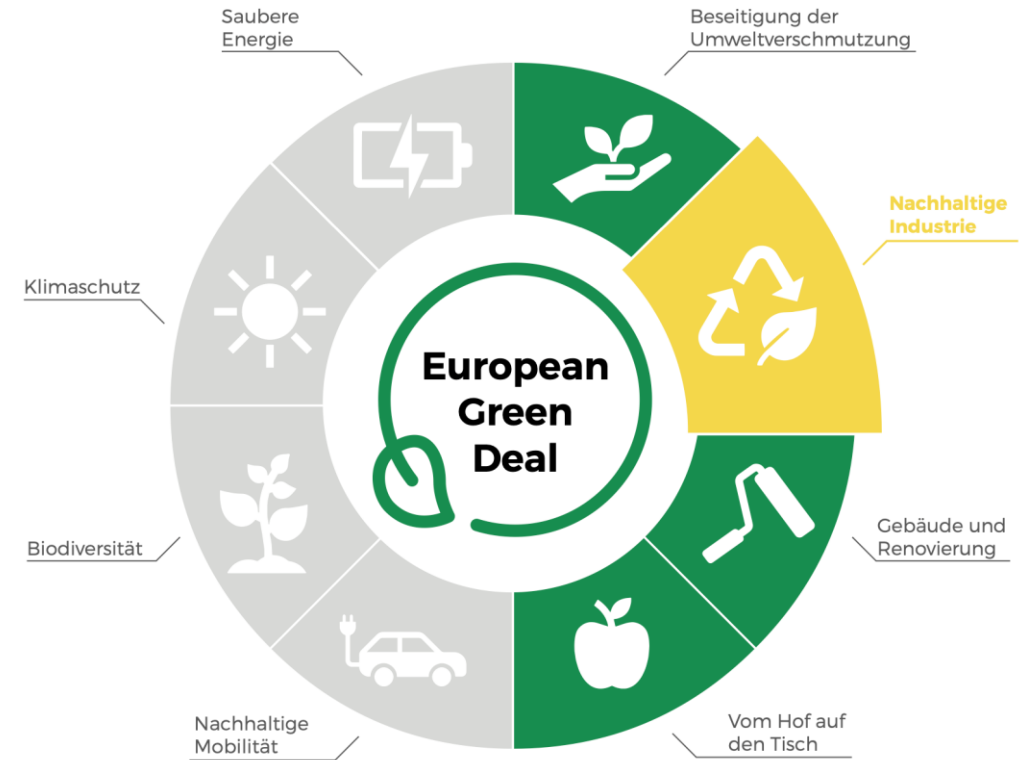 Saubere
Energie
Beseitigung der
Umweltverschmutzung
Nachhaltige
Industrie
Klimaschutz
European
Green
Deal
Gebäude und
Renovierung
Biodiversität
Nachhaltige
Mobilität
Vom Hof auf
den Tisch